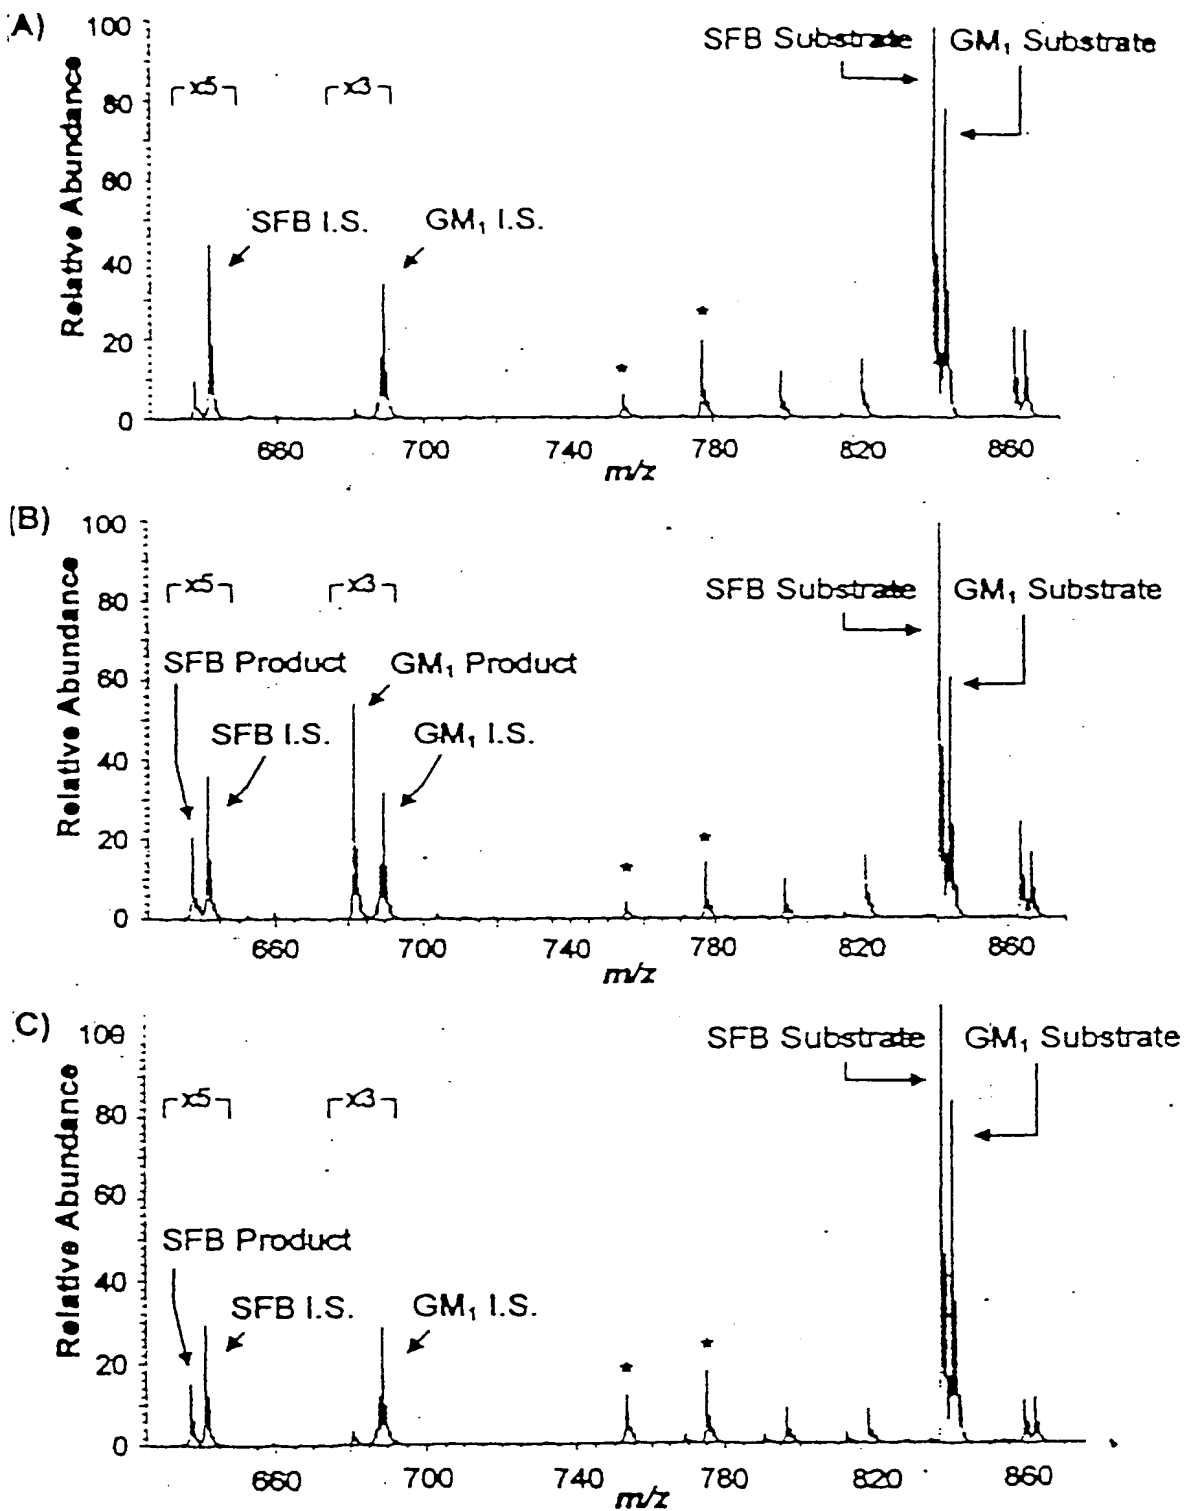 (A)
SFB Substrate
GM₁ Substrate
x5
x3
SFB I.S.
GM₁ I.S.
*
*
Relative Abundance
100
80
60
40
20
0
660
700
740
780
820
860
m/z
(B)
SFB Substrate
GM₁ Substrate
x5
x3
SFB Product
GM₁ Product
SFB I.S.
GM₁ I.S.
*
*
Relative Abundance
100
80
60
40
20
0
660
700
740
780
820
860
m/z
C)
SFB Substrate
GM₁ Substrate
x5
x3
SFB Product
SFB I.S.
GM₁ I.S.
*
*
Relative Abundance
100
80
60
40
20
0
660
700
740
780
820
860
m/z